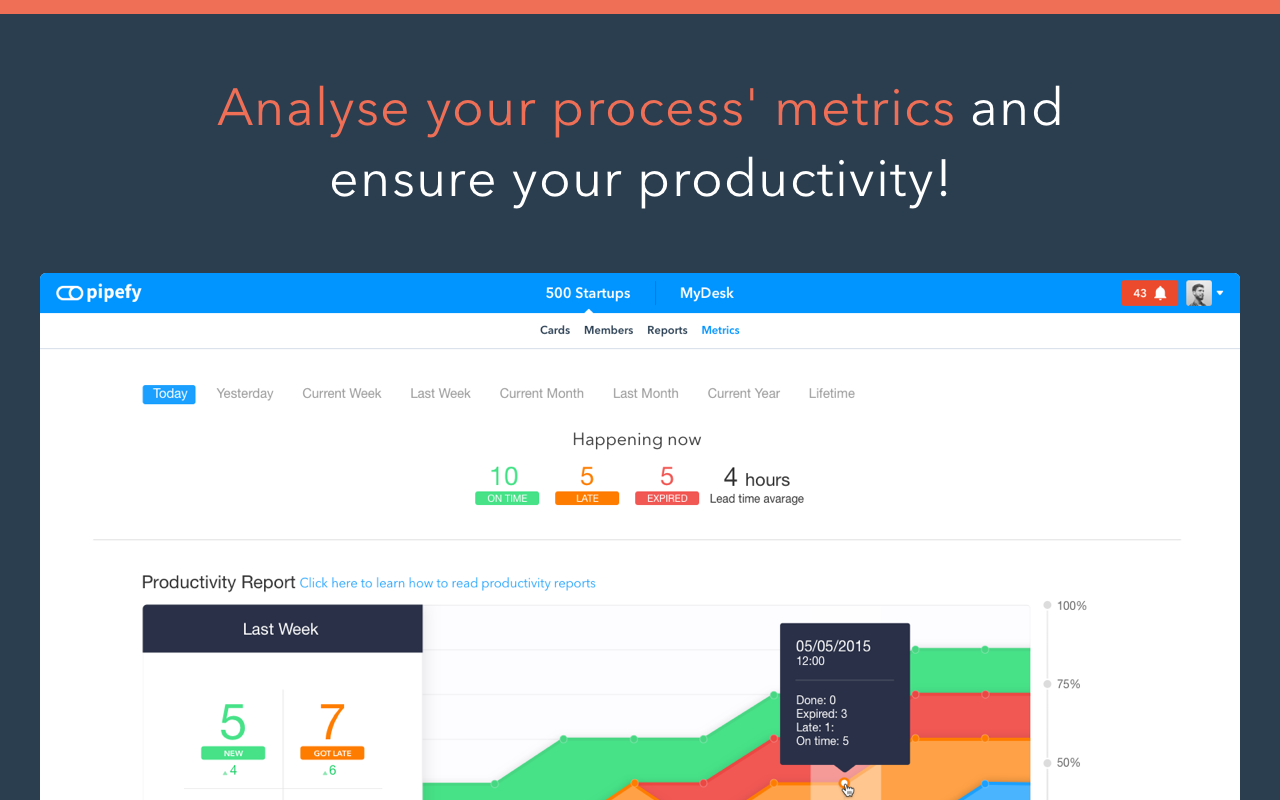 Analyse your process' metrics and
ensure your productivity!
pipefy
500 Startups
MyDesk
43
Cards Members Reports Metrics
Today Yesterday Current Week Last Week Current Month Last Month Current Year Lifetime
Happening now
10 5 5 4 hours
ON TIME LATE EXPIRED Lead time avarage
Productivity Report Click here to learn how to read productivity reports
Last Week
5 7
NEW GOT LATE
4 6
05/05/2015
12:00
Done: 0
Expired: 3
Late: 1:
On time: 5
100%
75%
50%